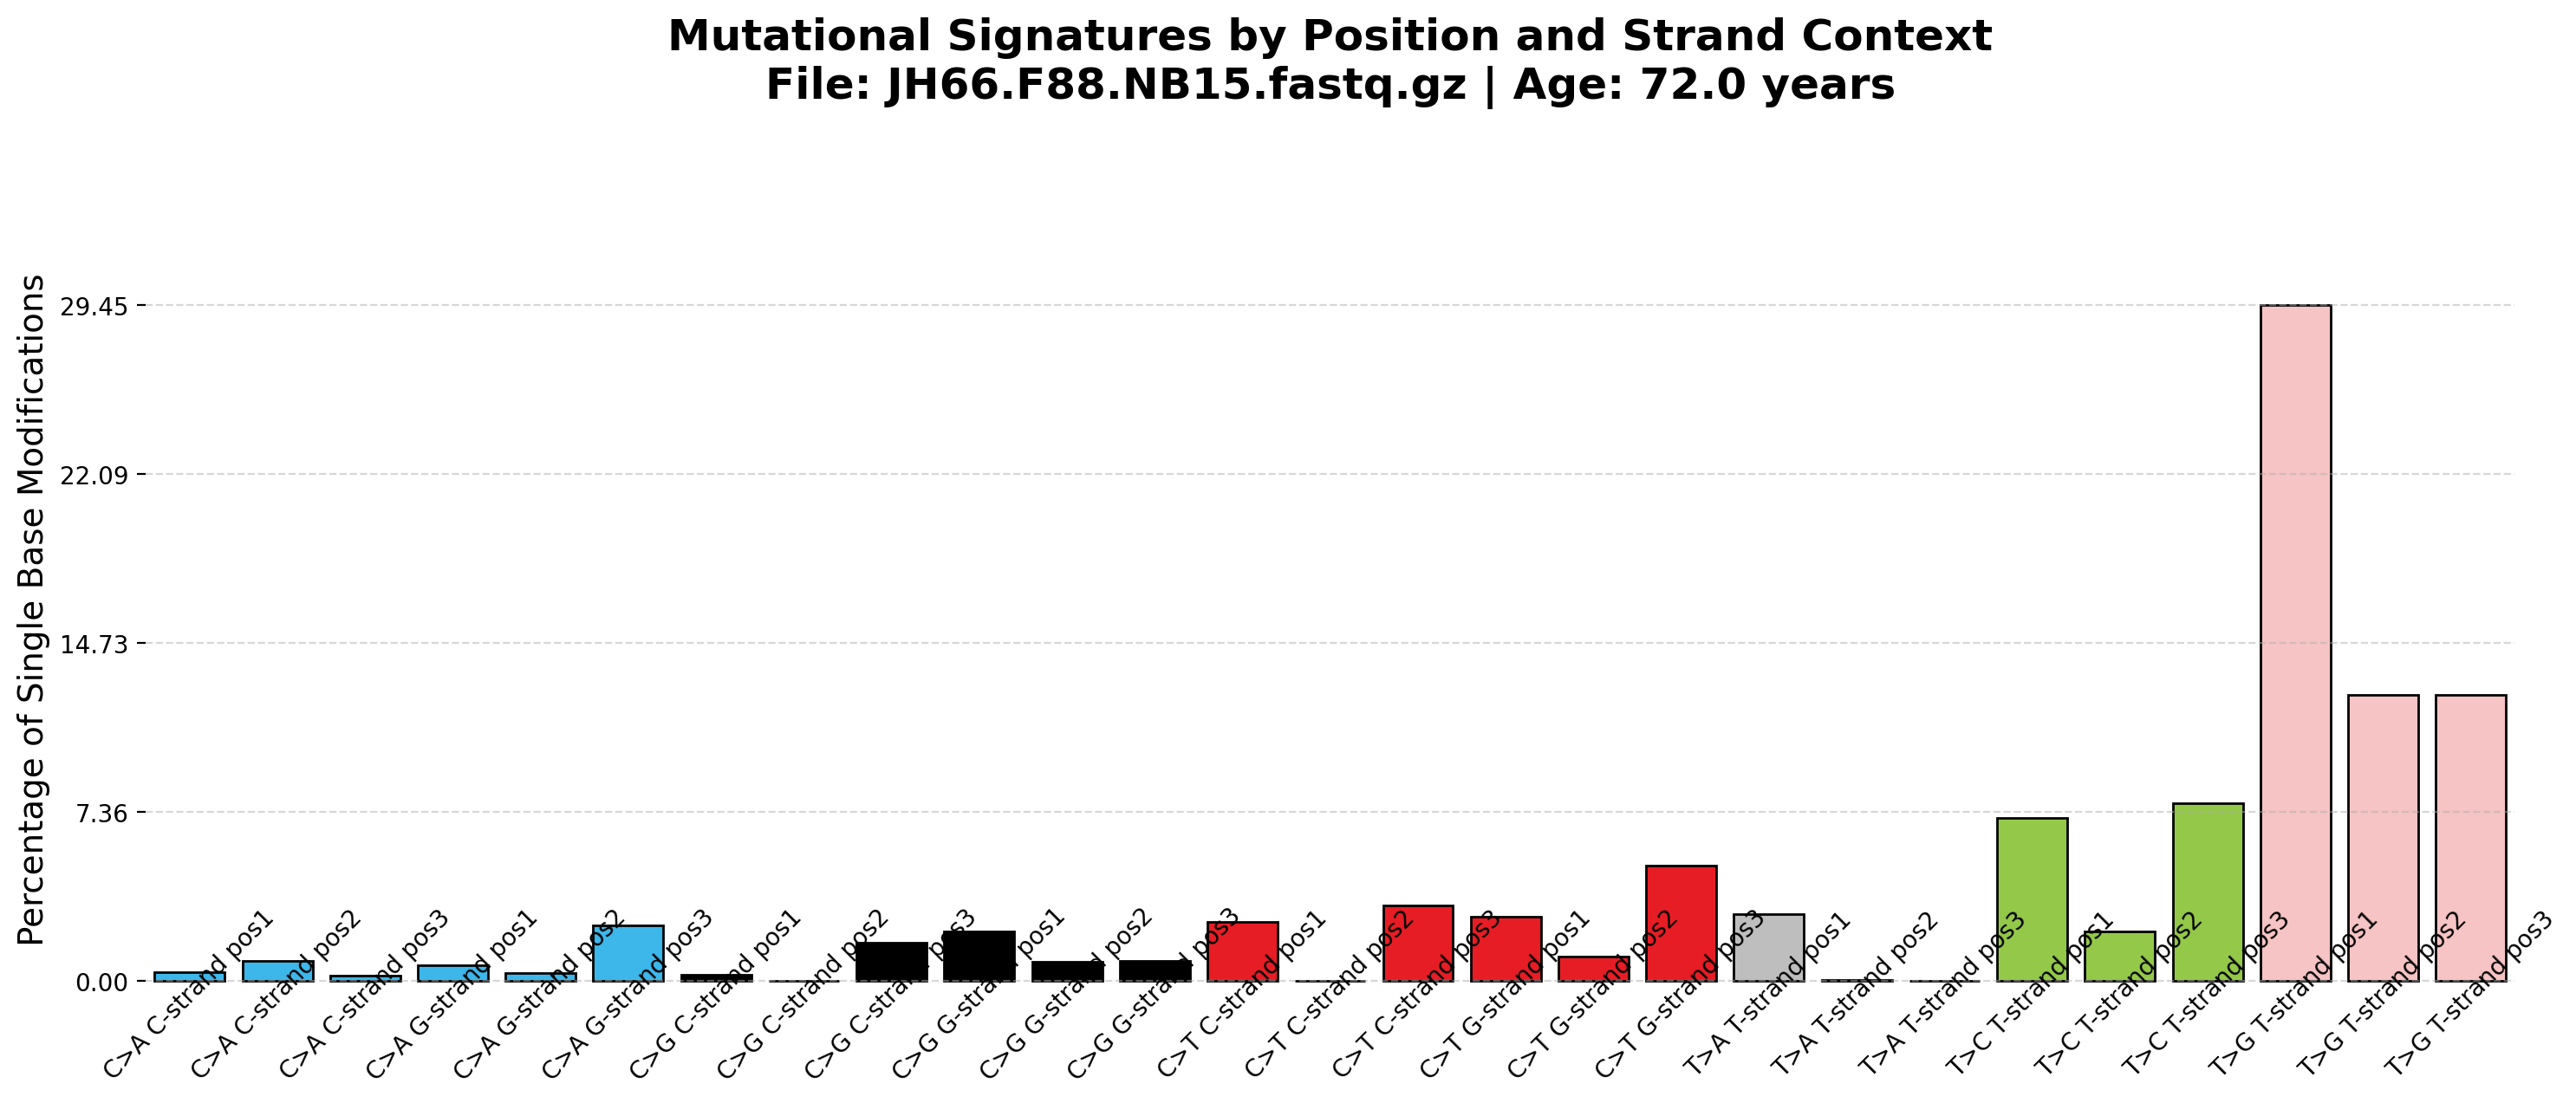 Mutational Signatures by Position and Strand Context
File: JH66.F88.NB15.fastq.gz | Age: 72.0 years
Percentage of Single Base Modifications
29.45
22.09
14.73
7.36
0.00
C>A C-strand pos1
C>A C-strand pos2
C>A C-strand pos3
C>A G-strand pos1
C>A G-strand pos2
C>A G-strand pos3
C>G C-strand pos1
C>G C-strand pos2
C>G C-strand pos3
C>G G-strand pos1
C>G G-strand pos2
C>G G-strand pos3
C>T C-strand pos1
C>T C-strand pos2
C>T C-strand pos3
C>T G-strand pos1
C>T G-strand pos2
C>T G-strand pos3
T>A T-strand pos1
T>A T-strand pos2
T>A T-strand pos3
T>C T-strand pos1
T>C T-strand pos2
T>C T-strand pos3
T>G T-strand pos1
T>G T-strand pos2
T>G T-strand pos3